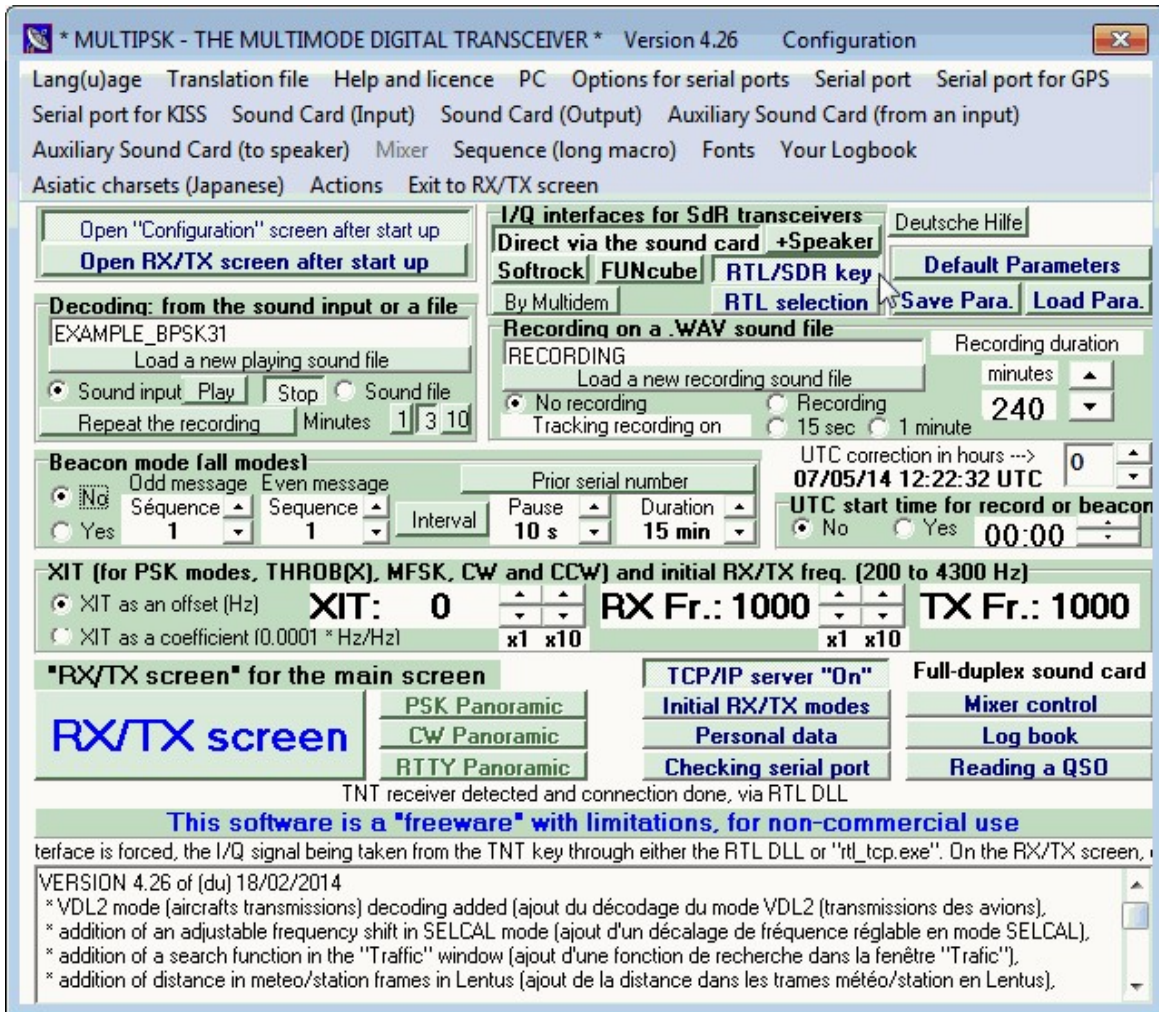 * MULTIPSK - THE MULTIMODE DIGITAL TRANSCEIVER *   Version 4.26   Configuration
Lang(u)age   Translation file   Help and licence   PC   Options for serial ports   Serial port   Serial port for GPS
Serial port for KISS   Sound Card (Input)   Sound Card (Output)   Auxiliary Sound Card (from an input)
Auxiliary Sound Card (to speaker)   Mixer   Sequence (long macro)   Fonts   Your Logbook
Asiatic charsets (Japanese)   Actions   Exit to RX/TX screen
Open "Configuration" screen after start up
Open RX/TX screen after start up
I/Q interfaces for SdR transceivers
Direct via the sound card   +Speaker
Softrock   FUNcube   RTL/SDR key
By Multidem   RTL selection
Deutsche Hilfe
Default Parameters
Save Para.   Load Para.
Decoding: from the sound input or a file
EXAMPLE_BPSK31
Load a new playing sound file
Sound input   Play   Stop   Sound file
Repeat the recording   Minutes   1   3   10
Recording on a .WAV sound file
RECORDING
Load a new recording sound file
No recording   Recording
Tracking recording on   15 sec   1 minute
Recording duration
minutes
240
Beacon mode (all modes)
No   Odd message   Even message   Prior serial number
Séquence   Sequence   Interval   Pause   Duration
Yes   1   1   10 s   15 min
UTC correction in hours --->   0
07/05/14 12:22:32 UTC
UTC start time for record or beacon
No   Yes   00:00
XIT (for PSK modes, THROB(X), MFSK, CW and CCW) and initial RX/TX freq. (200 to 4300 Hz)
XIT as an offset (Hz)   XIT:   0   RX Fr.: 1000   TX Fr.: 1000
XIT as a coefficient (0.0001 * Hz/Hz)   x1   x10   x1   x10
"RX/TX screen" for the main screen   TCP/IP server "On"   Full-duplex sound card
RX/TX screen
PSK Panoramic   Initial RX/TX modes   Mixer control
CW Panoramic   Personal data   Log book
RTTY Panoramic   Checking serial port   Reading a QSO
TNT receiver detected and connection done, via RTL DLL
This software is a "freeware" with limitations, for non-commercial use
terface is forced, the I/Q signal being taken from the TNT key through either the RTL DLL or "rtl_tcp.exe". On the RX/TX screen,
VERSION 4.26 of (du) 18/02/2014
* VDL2 mode (aircrafts transmissions) decoding added (ajout du décodage du mode VDL2 (transmissions des avions),
* addition of an adjustable frequency shift in SELCAL mode (ajout d'un décalage de fréquence réglable en mode SELCAL),
* addition of a search function in the "Traffic" window (ajout d'une fonction de recherche dans la fenêtre "Trafic"),
* addition of distance in meteo/station frames in Lentus (ajout de la distance dans les trames météo/station en Lentus),